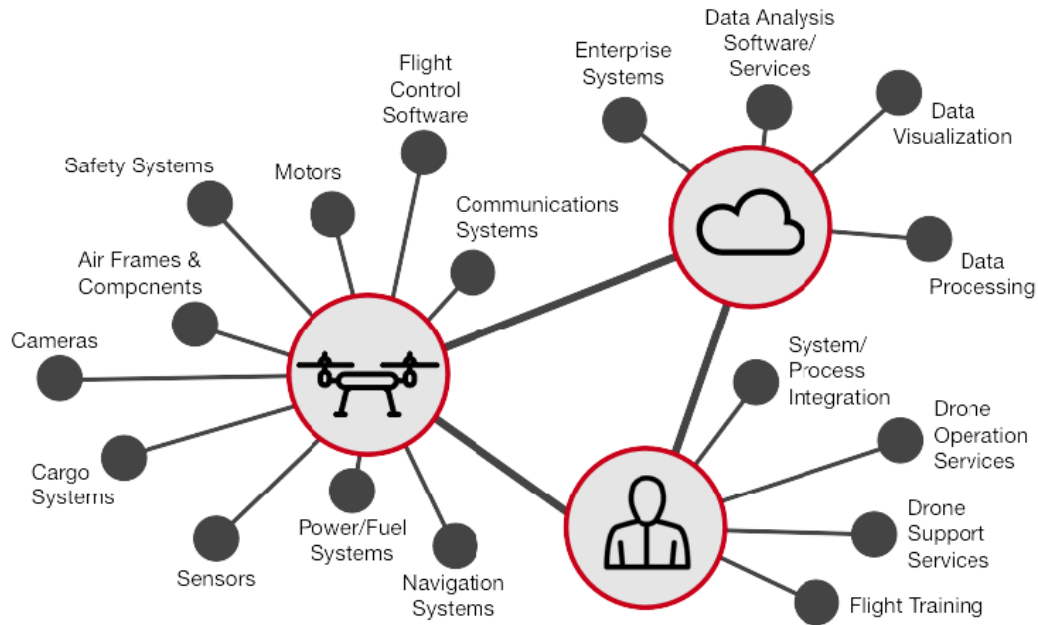 Flight
Control
Software
Enterprise
Systems
Data Analysis
Software/
Services
Data
Visualization
Safety Systems
Motors
Communications
Systems
Air Frames &
Compcnents
Data
Processing
Cameras
System/
Process
Integration
Drone
Operation
Services
Cargo
Systems
Power/Fuel
Systems
Sensors
Navigation
Systems
Drone
Support
Services
Flight Training